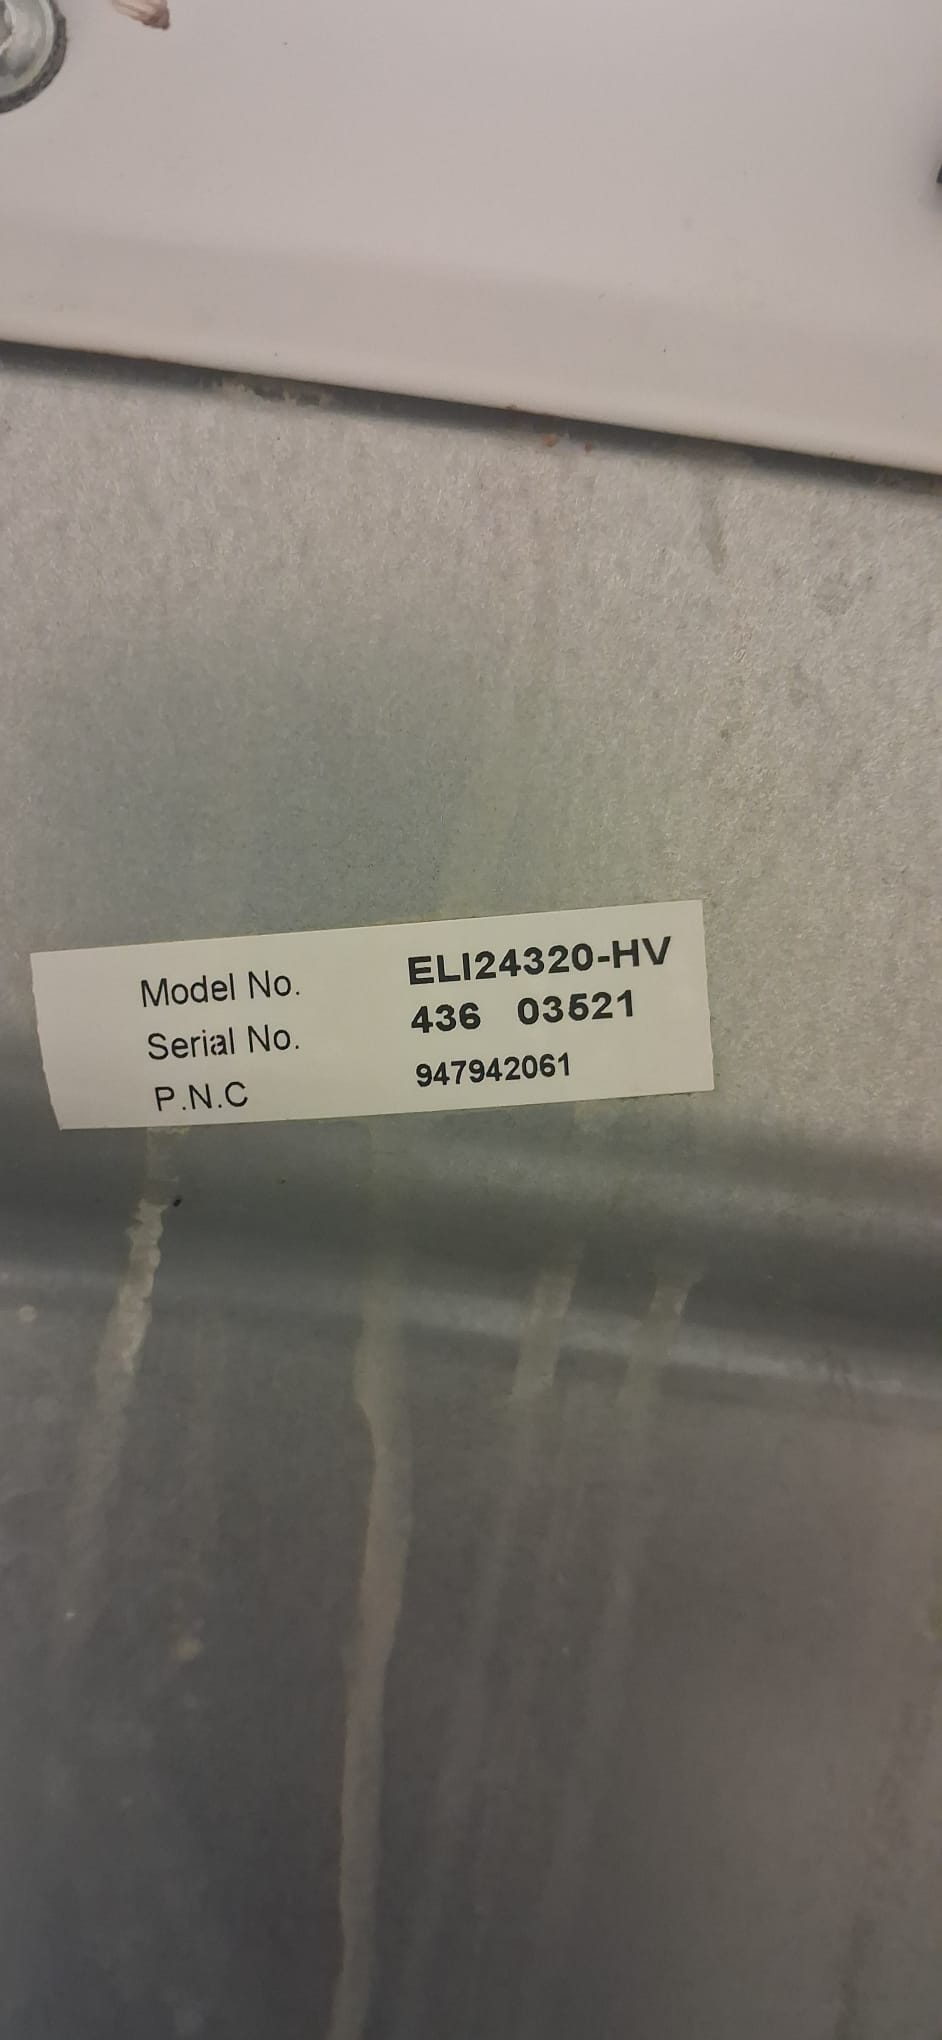 Model No. ELI24320-HV
Serial No. 436 03521
P.N.C 947942061